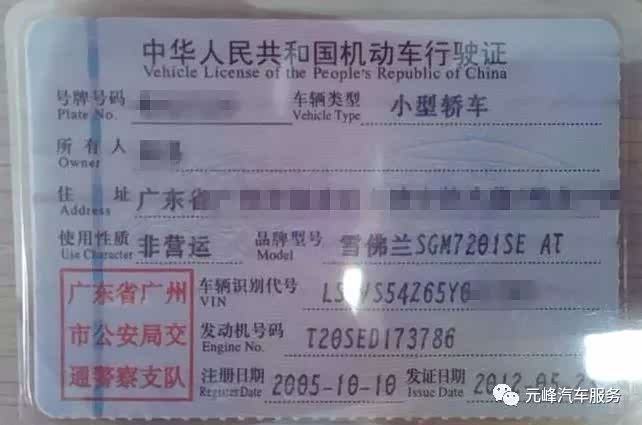 中华人民共和国机动车行驶证
Vehicle License of the People's Republic of China
号牌号码 车辆类型 小型轿车
Plate No. Vehicle Type
所有人
Owner
住址 广东省
Address
使用性质 非营运 品牌型号 雪佛兰SGM7201SE AT
Use Character Model
广东省广州 车辆识别代号
VIN
市公安局交 发动机号码 T20SED173786
Engine No.
通警察支队 注册日期 2005-10-10 发证日期
Register Date Issue Date
元峰汽车服务